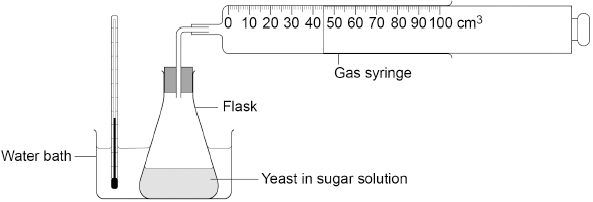 0 10 20 30 40 50 60 70 80 90 100 cm³
Gas syringe
Flask
Water bath
Yeast in sugar solution